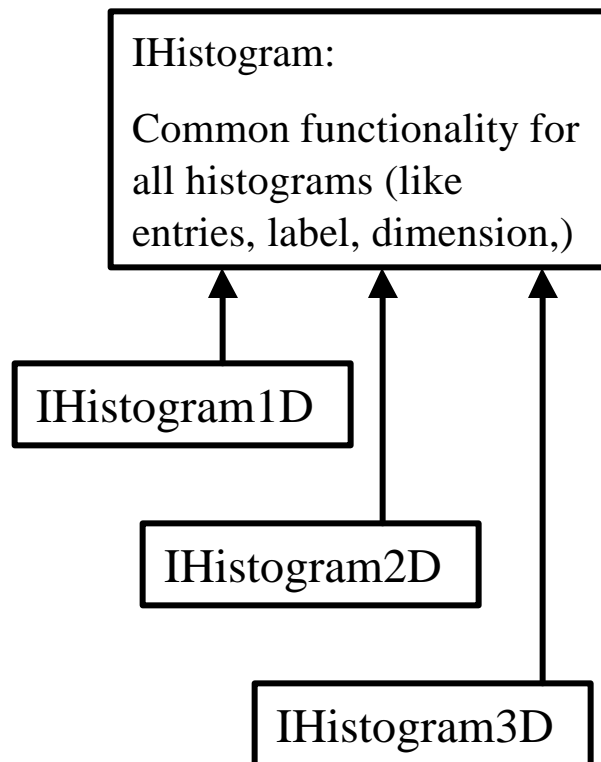 IHistogram:
Common functionality for
all histograms (like
entries, label, dimension,)
IHistogram1D
IHistogram2D
IHistogram3D